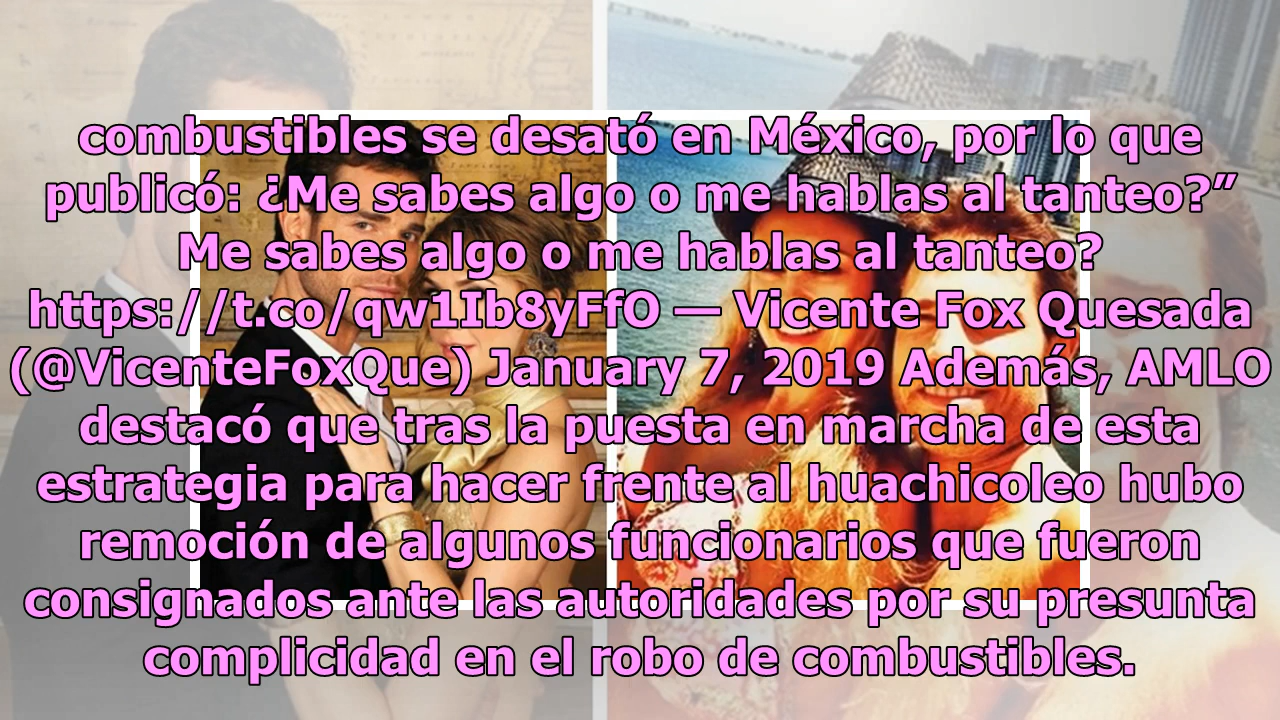 combustibles se desató en México, por lo que
publicó: ¿Me sabes algo o me hablas al tanteo?”
Me sabes algo o me hablas al tanteo?
https://t.co/qw1Ib8yFfO — Vicente Fox Quesada
(@VicenteFoxQue) January 7, 2019 Además, AMLO
destacó que tras la puesta en marcha de esta
estrategia para hacer frente al huachicoleo hubo
remoción de algunos funcionarios que fueron
consignados ante las autoridades por su presunta
complicidad en el robo de combustibles.